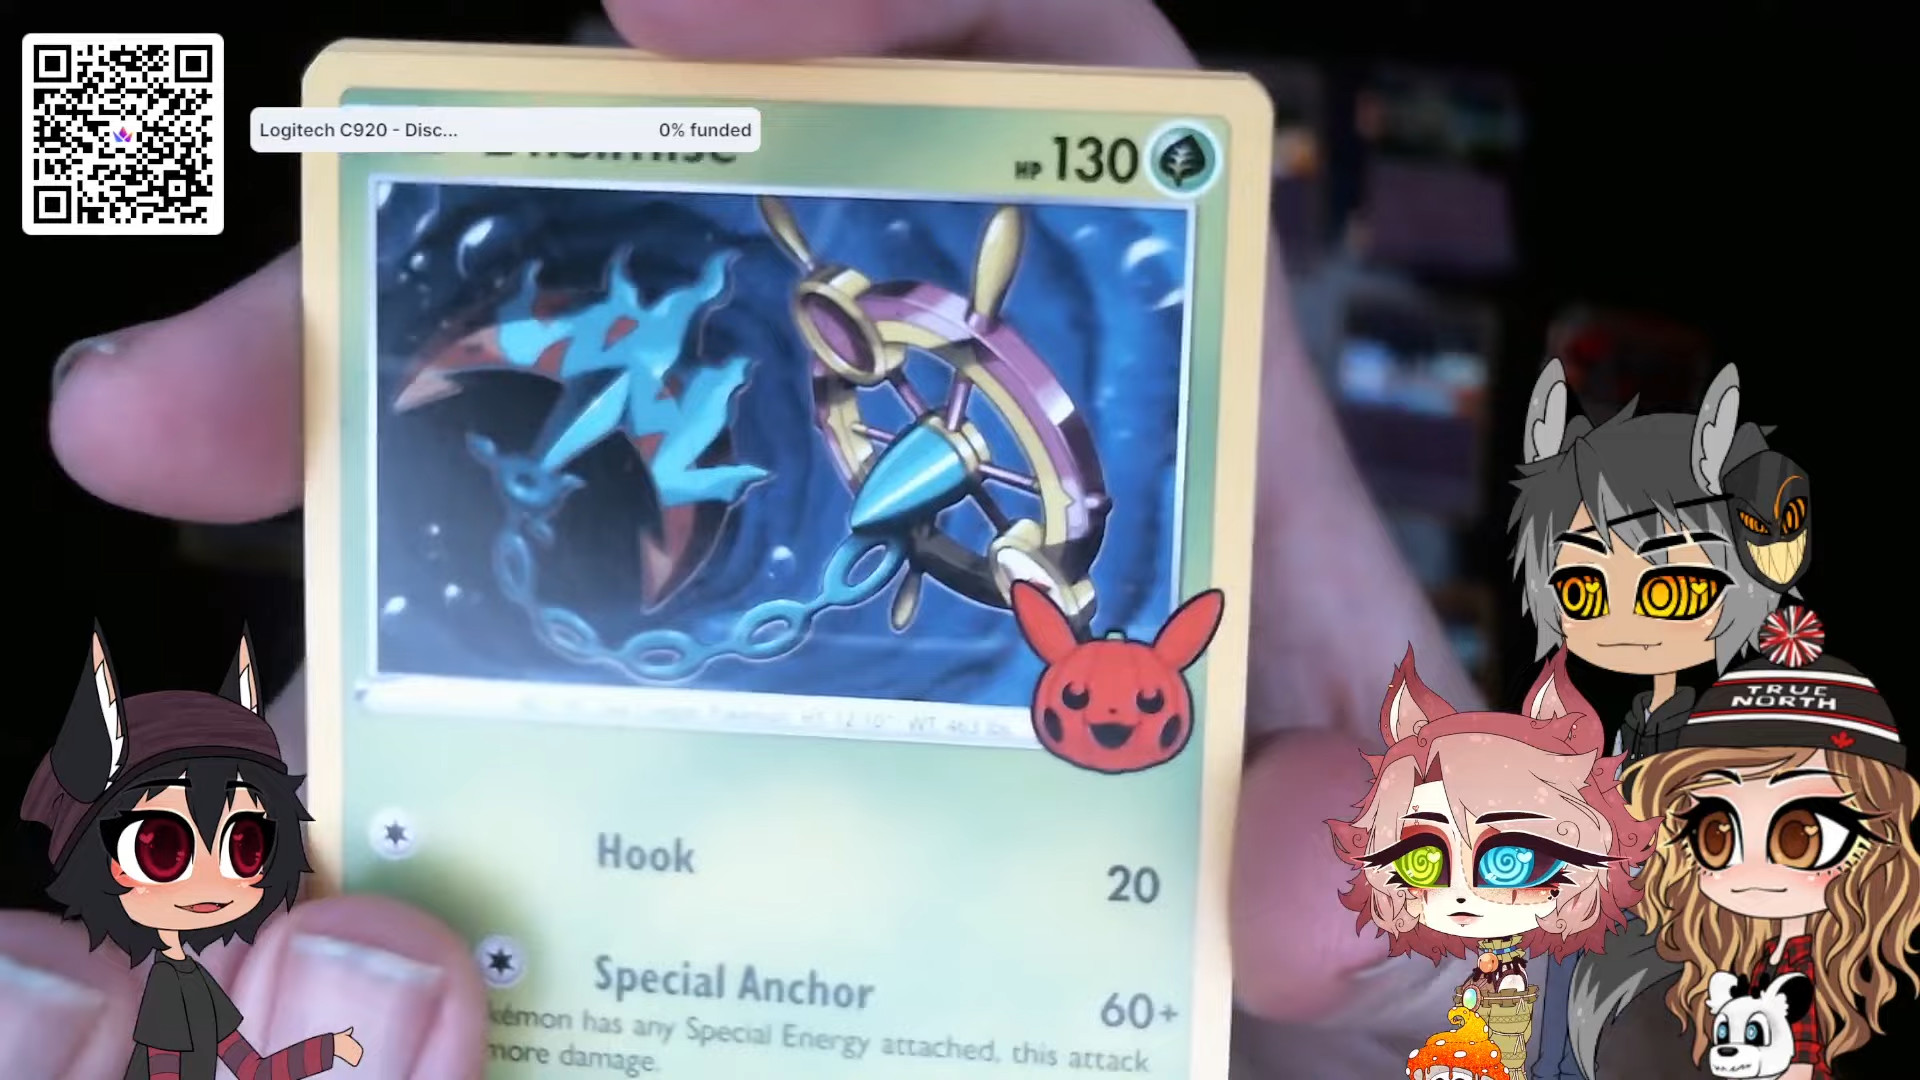 Logitech C920 - Disc... 0% funded
HP 130
Hook 20
Special Anchor 60+
kémon has any Special Energy attached, this attack
more damage.
TRUE
NORTH